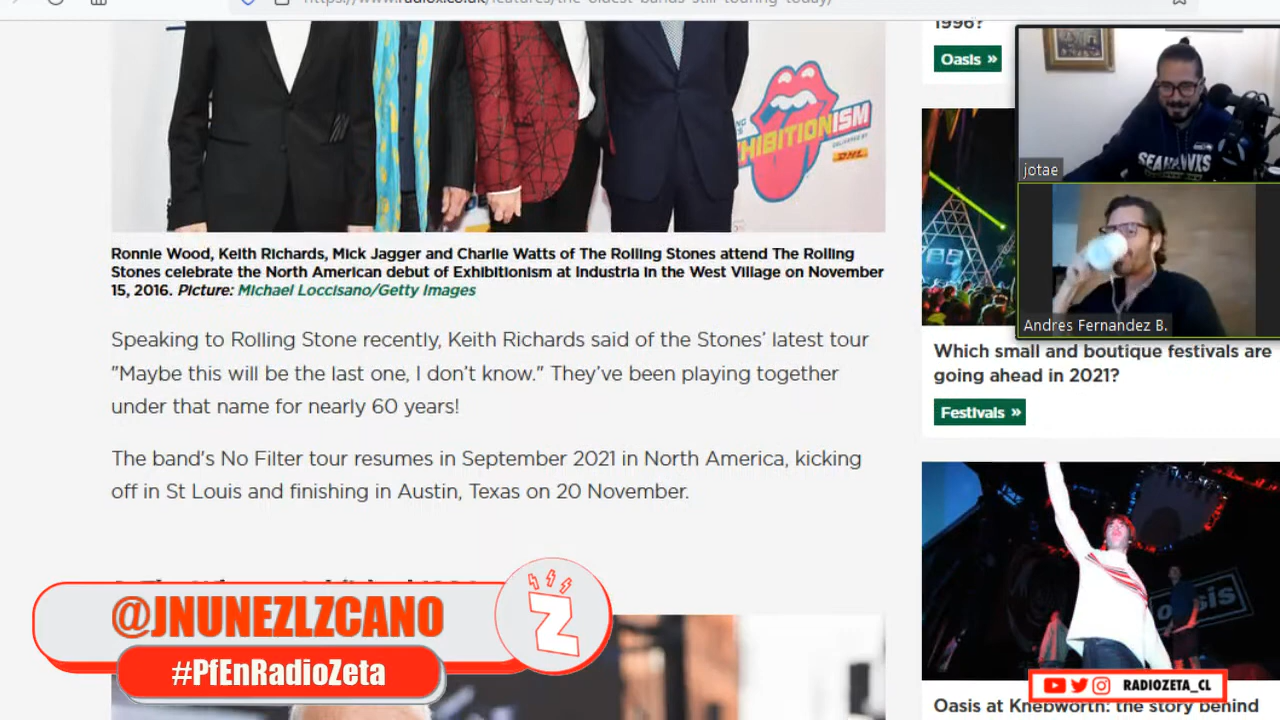 https://www.radiox.co.uk/features/the-oldest-bands-still-touring-today/
1996?
Oasis »
HIBITIONISM
DELIVERED BY
DHL
jotae
SEAHAWKS
Andres Fernandez B.
Ronnie Wood, Keith Richards, Mick Jagger and Charlie Watts of The Rolling Stones attend The Rolling
Stones celebrate the North American debut of Exhibitionism at Industria in the West Village on November
15, 2016. Picture: Michael Loccisano/Getty Images
Speaking to Rolling Stone recently, Keith Richards said of the Stones’ latest tour
"Maybe this will be the last one, I don’t know." They’ve been playing together
under that name for nearly 60 years!
The band's No Filter tour resumes in September 2021 in North America, kicking
off in St Louis and finishing in Austin, Texas on 20 November.
Which small and boutique festivals are
going ahead in 2021?
Festivals »
oasis
@JNUNEZLZCANO
Z
#PfEnRadioZeta
RADIOZETA_CL
Oasis at Knebworth: the story behind